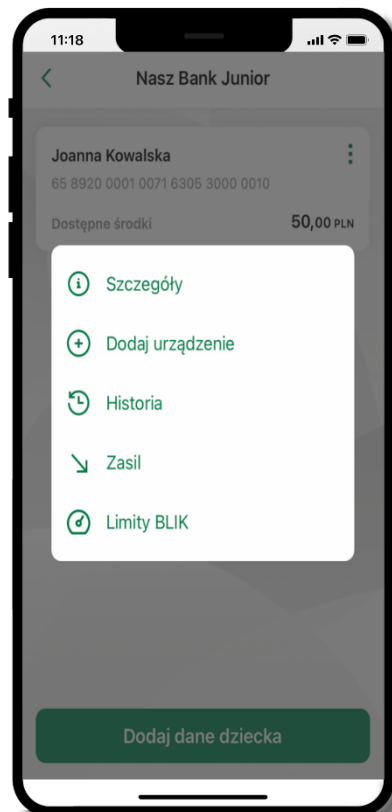 11:18
Nasz Bank Junior
Joanna Kowalska
65 8920 0001 0071 6305 3000 0010
Dostępne środki 50,00 PLN
Szczegóły
Dodaj urządzenie
Historia
Zasil
Limity BLIK
Dodaj dane dziecka